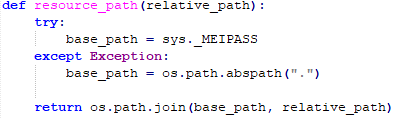 def resource_path(relative_path):
    try:
        base_path = sys._MEIPASS
    except Exception:
        base_path = os.path.abspath(".")

    return os.path.join(base_path, relative_path)